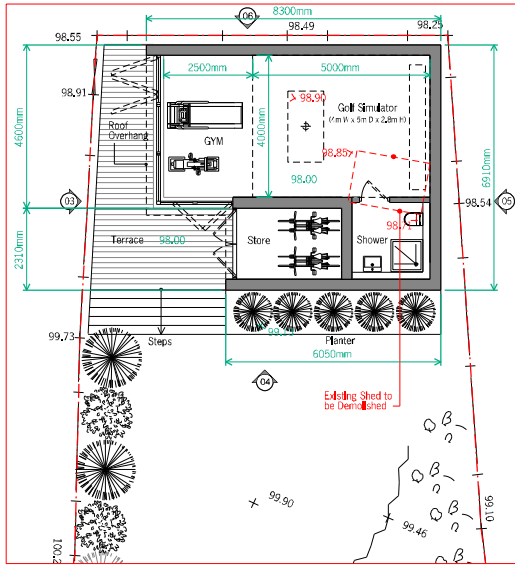 06
8300mm
98.49
98.25
98.55
2500mm
5000mm
98.91
98.90
Golf Simulator
(4m W x 5m D x 2.8m H)
4600mm
Roof
Overhang
GYM
4000mm
98.85
6910mm
98.00
03
98.54
05
98.71
2310mm
Terrace
98.00
Store
Shower
99.73
Steps
Planter
6050mm
04
Existing Shed to
be Demolished
99.90
99.46
99.10